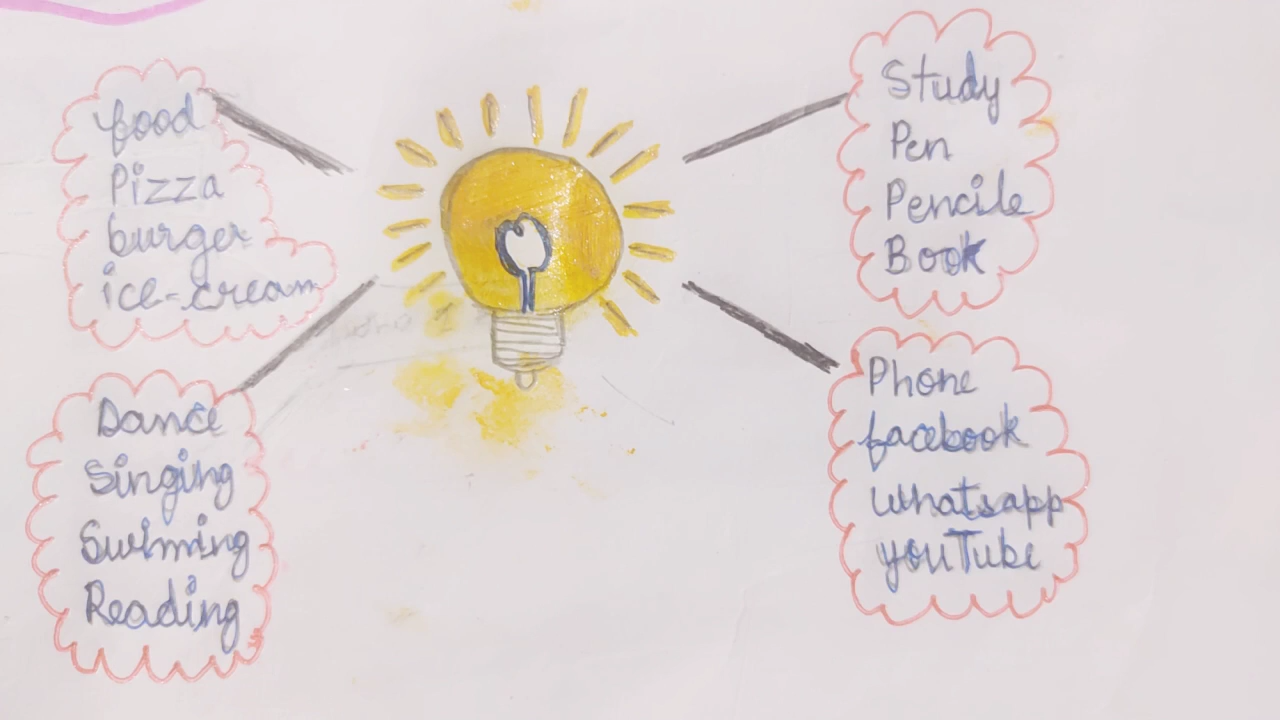 food
Pizza
burger
ice-cream
Dance
Singing
Swiming
Reading
Study
Pen
Pencile
Book
Phone
facebook
Whatsapp
youTube